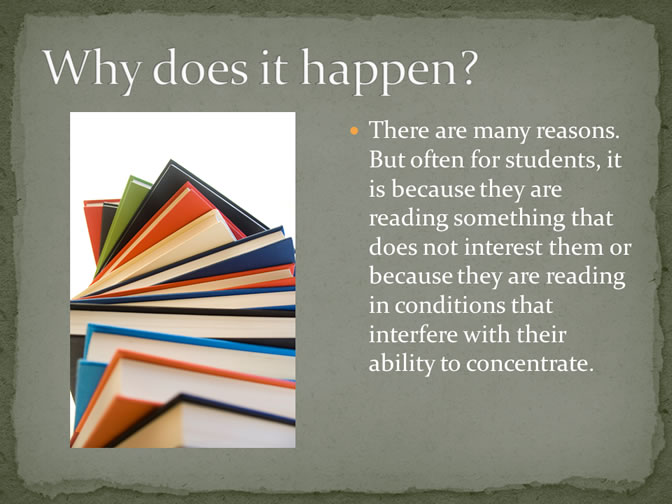 Why does it happen?
There are many reasons.
But often for students, it
is because they are
reading something that
does not interest them or
because they are reading
in conditions that
interfere with their
ability to concentrate.